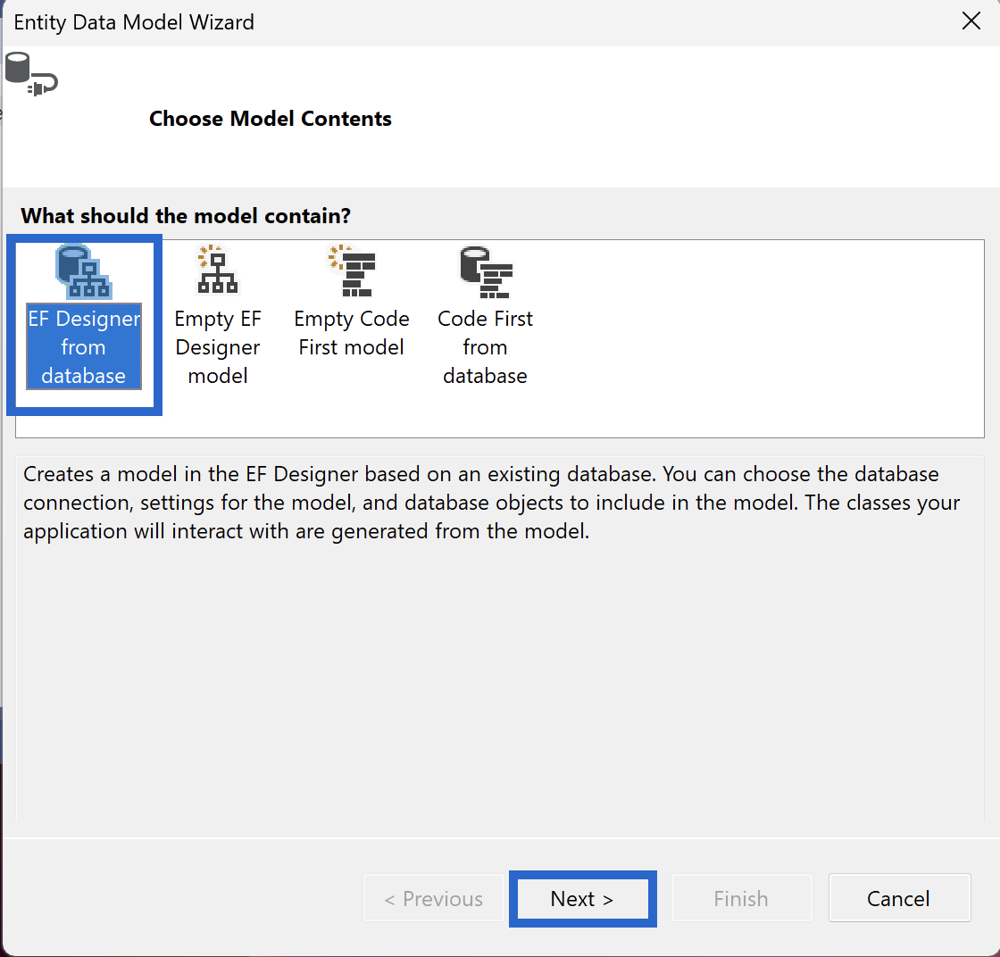 Entity Data Model Wizard
Choose Model Contents
What should the model contain?
EF Designer
from
database
Empty EF
Designer
model
Empty Code
First model
Code First
from
database
Creates a model in the EF Designer based on an existing database. You can choose the database
connection, settings for the model, and database objects to include in the model. The classes your
application will interact with are generated from the model.
< Previous
Next >
Finish
Cancel